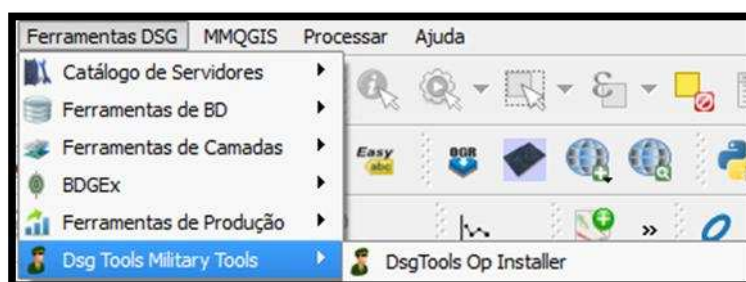 Ferramentas DSG MMQGIS Processar Ajuda
Catálogo de Servidores
Ferramentas de BD
Ferramentas de Camadas
Easy
abc
OGR
BDGEx
Ferramentas de Produção
»
Dsg Tools Military Tools
DsgTools Op Installer